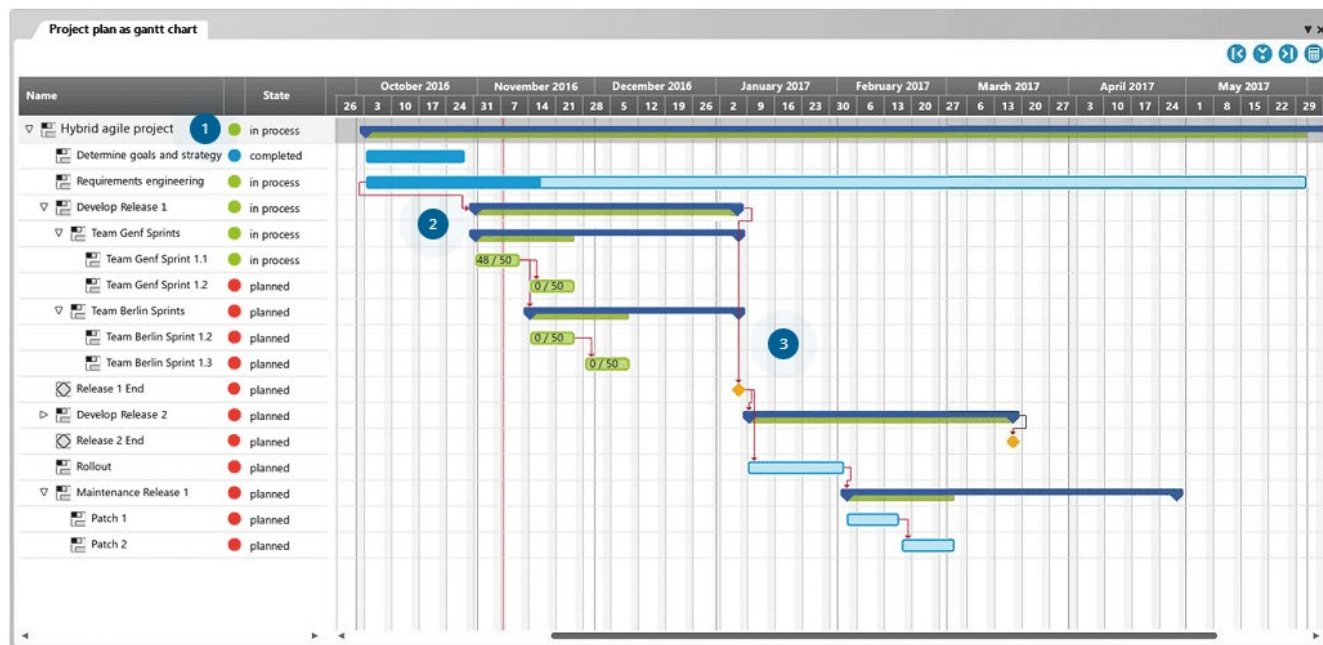 Project plan as gantt chart
Name State October 2016 November 2016 December 2016 January 2017 February 2017 March 2017 April 2017 May 2017
26 3 10 17 24 31 7 14 21 28 5 12 19 26 2 9 16 23 30 6 13 20 27 6 13 20 27 3 10 17 24 1 8 15 22 29
Hybrid agile project 1 in process
Determine goals and strategy completed
Requirements engineering in process
Develop Release 1 in process
2
Team Genf Sprints in process
Team Genf Sprint 1.1 in process 48 / 50
Team Genf Sprint 1.2 planned 0 / 50
Team Berlin Sprints planned
Team Berlin Sprint 1.2 planned 0 / 50
3
Team Berlin Sprint 1.3 planned 0 / 50
Release 1 End planned
Develop Release 2 planned
Release 2 End planned
Rollout planned
Maintenance Release 1 planned
Patch 1 planned
Patch 2 planned